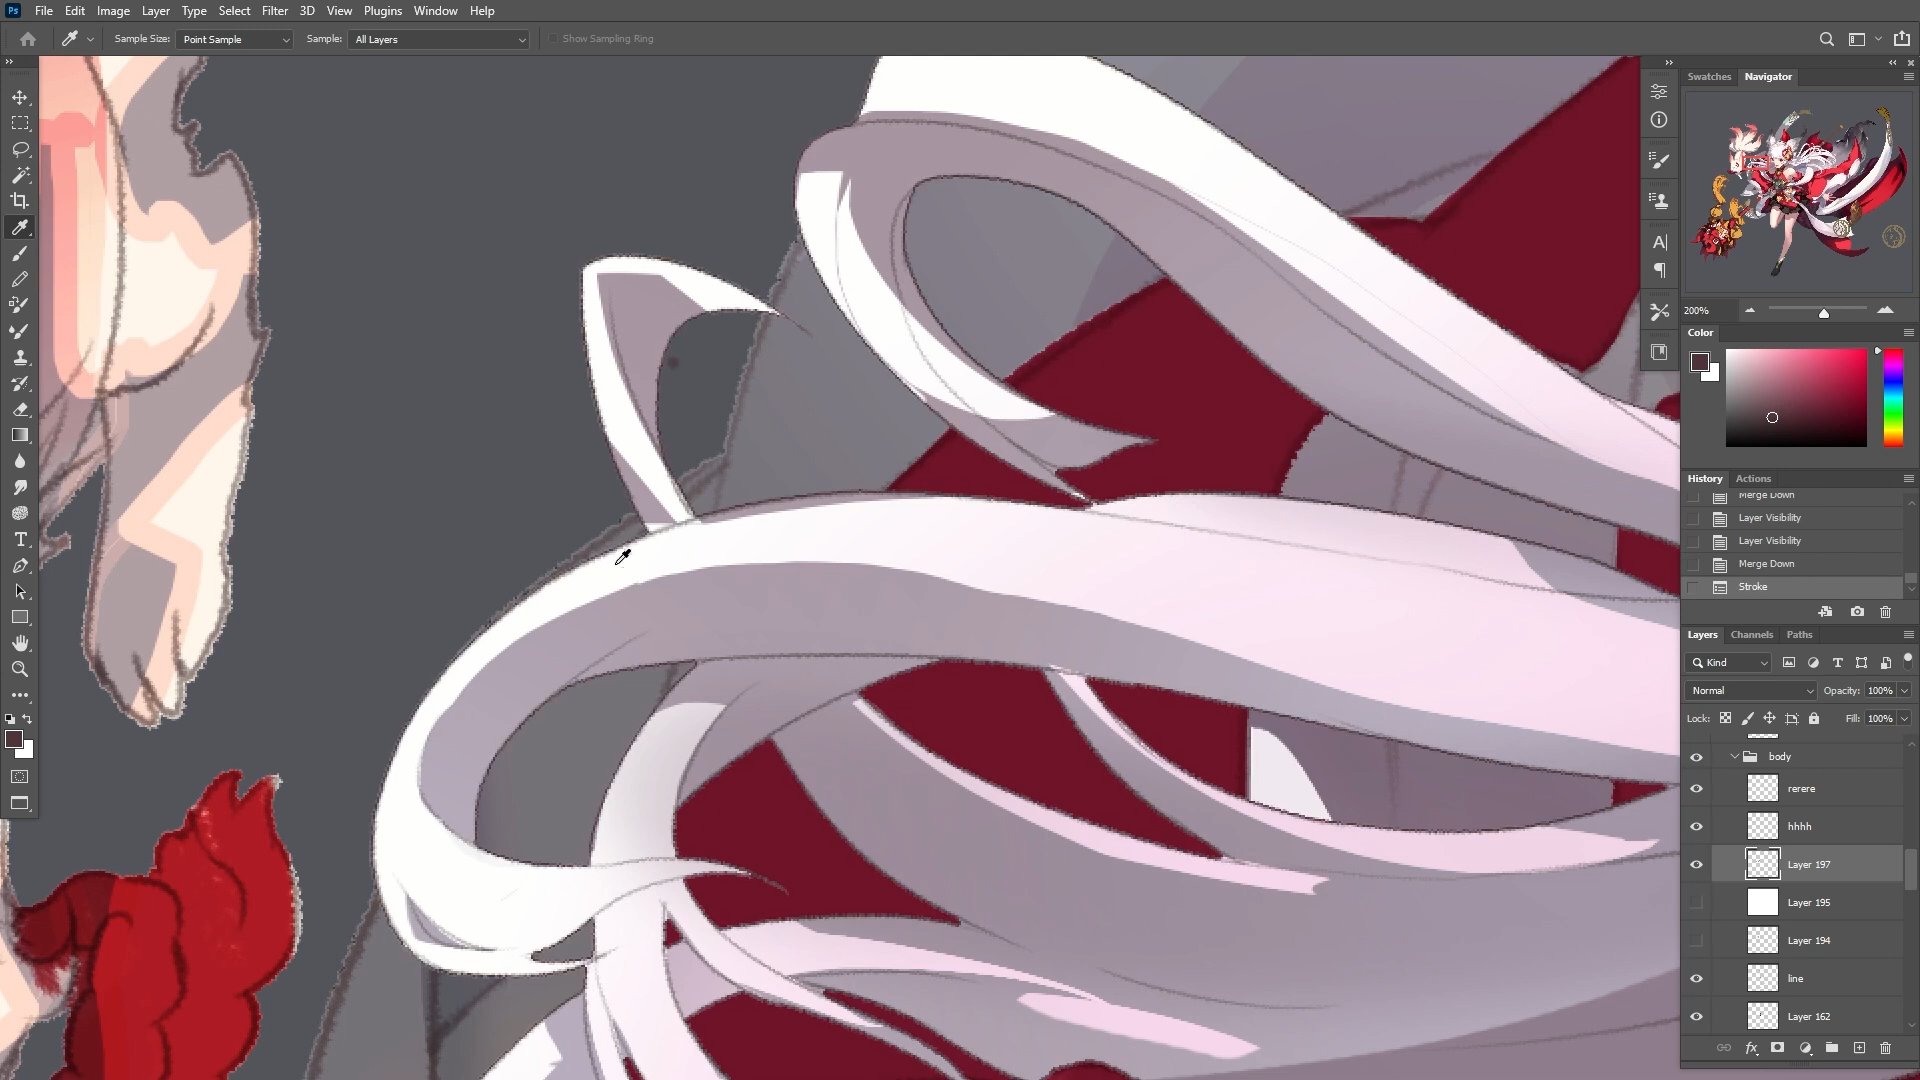 Ps File Edit Image Layer Type Select Filter 3D View Plugins Window Help
Sample Size: Point Sample Sample: All Layers Show Sampling Ring
Swatches Navigator
200%
Color
History Actions
Merge Down
Layer Visibility
Layer Visibility
Merge Down
Stroke
Layers Channels Paths
Kind
Normal Opacity: 100%
Lock: Fill: 100%
body
rerere
hhhh
Layer 197
Layer 195
Layer 194
line
Layer 162
fx